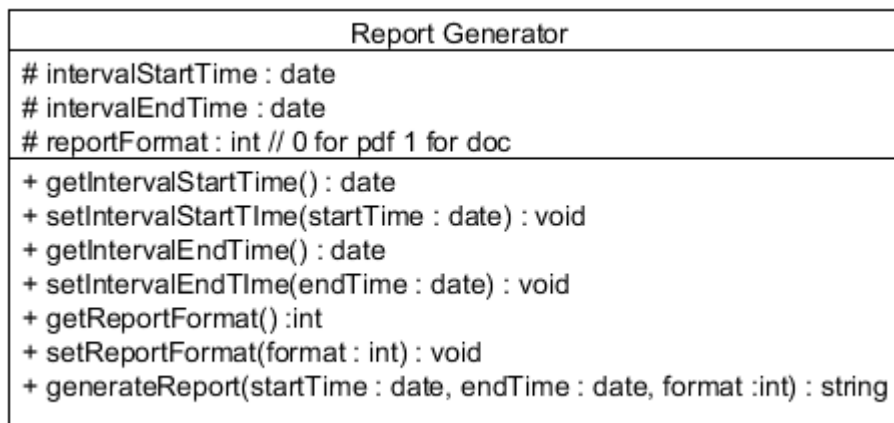 Report Generator
# intervalStartTime : date
# intervalEndTime : date
# reportFormat : int // 0 for pdf 1 for doc
+ getIntervalStartTime() : date
+ setIntervalStartTIme(startTime : date) : void
+ getIntervalEndTime() : date
+ setIntervalEndTIme(endTime : date) : void
+ getReportFormat() :int
+ setReportFormat(format : int) : void
+ generateReport(startTime : date, endTime : date, format :int) : string